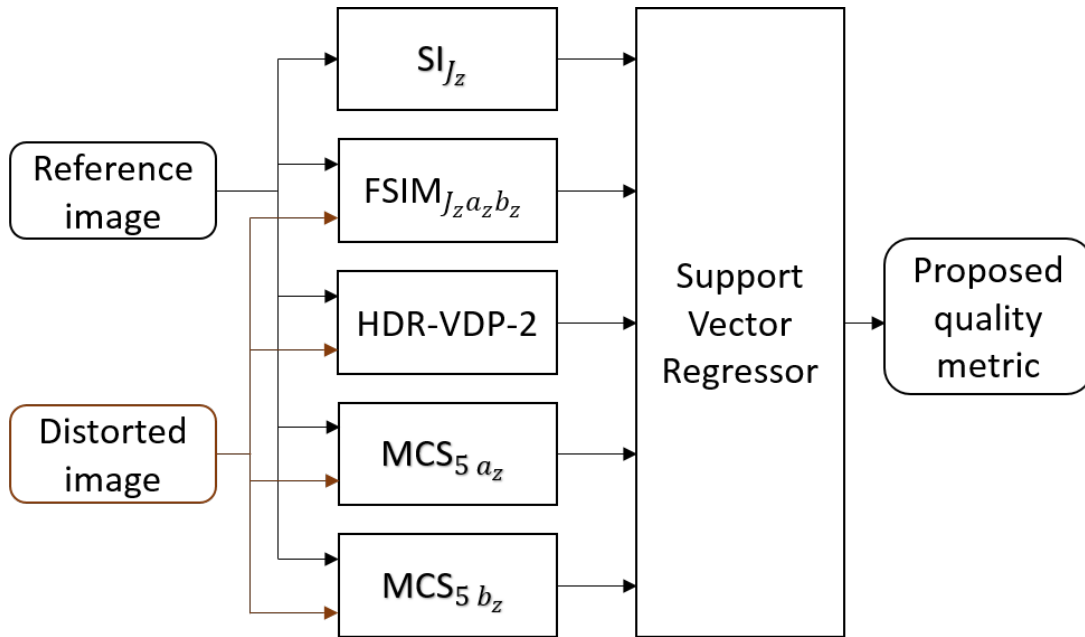 SI_{J_z}
Reference
image
FSIM_{J_z a_z b_z}
HDR-VDP-2
Distorted
image
MCS_{5 a_z}
MCS_{5 b_z}
Support
Vector
Regressor
Proposed
quality
metric